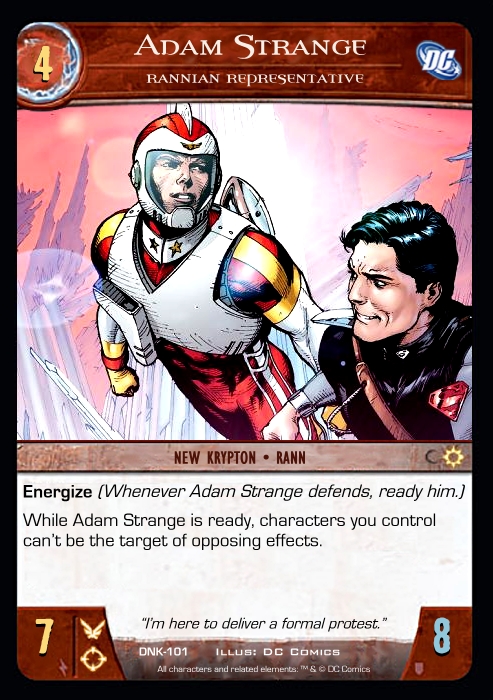 4
ADAM STRANGE
DC
RANNIAN REPRESENTATIVE
NEW KRYPTON • RANN
Energize (Whenever Adam Strange defends, ready him.)
While Adam Strange is ready, characters you control
can't be the target of opposing effects.
"I'm here to deliver a formal protest."
7
8
DNK-101 ILLUS: DC COMICS
All characters and related elements: ™ & © DC Comics